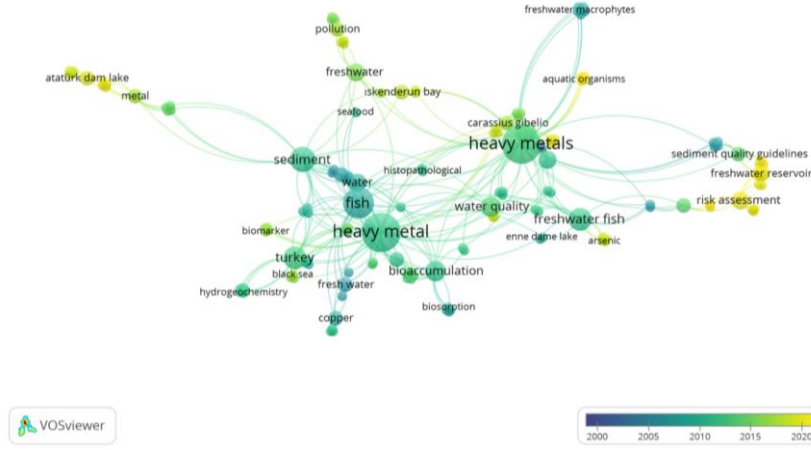 freshwater macrophytes
pollution
freshwater
atatürk dam lake
metal
iskenderun bay
aquatic organisms
seafood
carassius gibelio
heavy metals
sediment
histopathological
sediment quality guidelines
water
freshwater reservoir
fish
water quality
risk assessment
freshwater fish
biomarker
heavy metal
enne dame lake
arsenic
turkey
black sea
bioaccumulation
hydrogeochemistry
fresh water
biosorption
copper
VOSviewer
2000 2005 2010 2015 2020